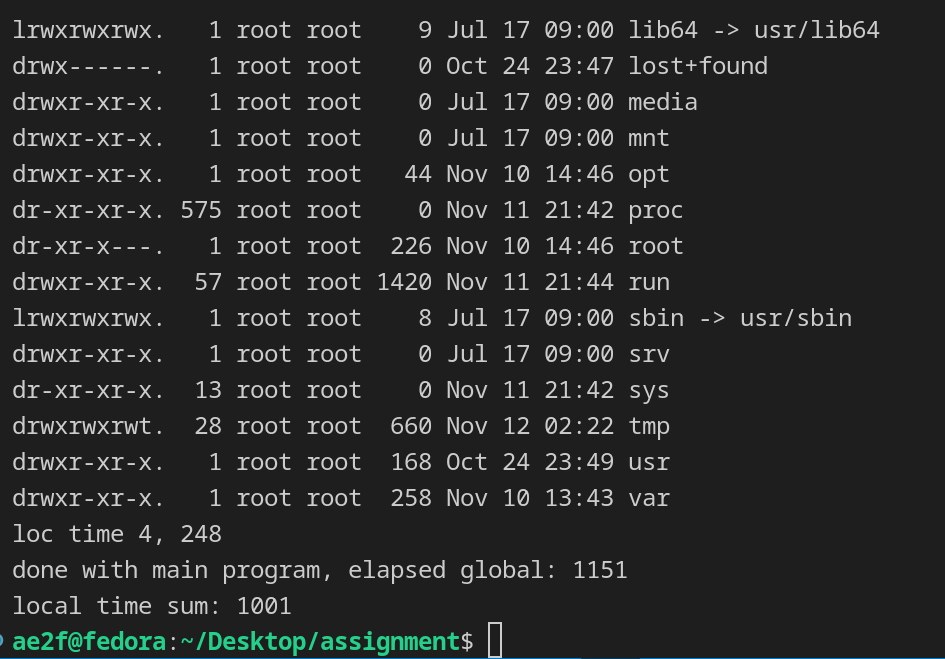 lrwxrwxrwx.   1 root root    9 Jul 17 09:00 lib64 -> usr/lib64
drwx------.   1 root root    0 Oct 24 23:47 lost+found
drwxr-xr-x.   1 root root    0 Jul 17 09:00 media
drwxr-xr-x.   1 root root    0 Jul 17 09:00 mnt
drwxr-xr-x.   1 root root   44 Nov 10 14:46 opt
dr-xr-xr-x. 575 root root    0 Nov 11 21:42 proc
dr-xr-x---.   1 root root  226 Nov 10 14:46 root
drwxr-xr-x.  57 root root 1420 Nov 11 21:44 run
lrwxrwxrwx.   1 root root    8 Jul 17 09:00 sbin -> usr/sbin
drwxr-xr-x.   1 root root    0 Jul 17 09:00 srv
dr-xr-xr-x.  13 root root    0 Nov 11 21:42 sys
drwxrwxrwt.  28 root root  660 Nov 12 02:22 tmp
drwxr-xr-x.   1 root root  168 Oct 24 23:49 usr
drwxr-xr-x.   1 root root  258 Nov 10 13:43 var
loc time 4, 248
done with main program, elapsed global: 1151
local time sum: 1001
ae2f@fedora:~/Desktop/assignment$